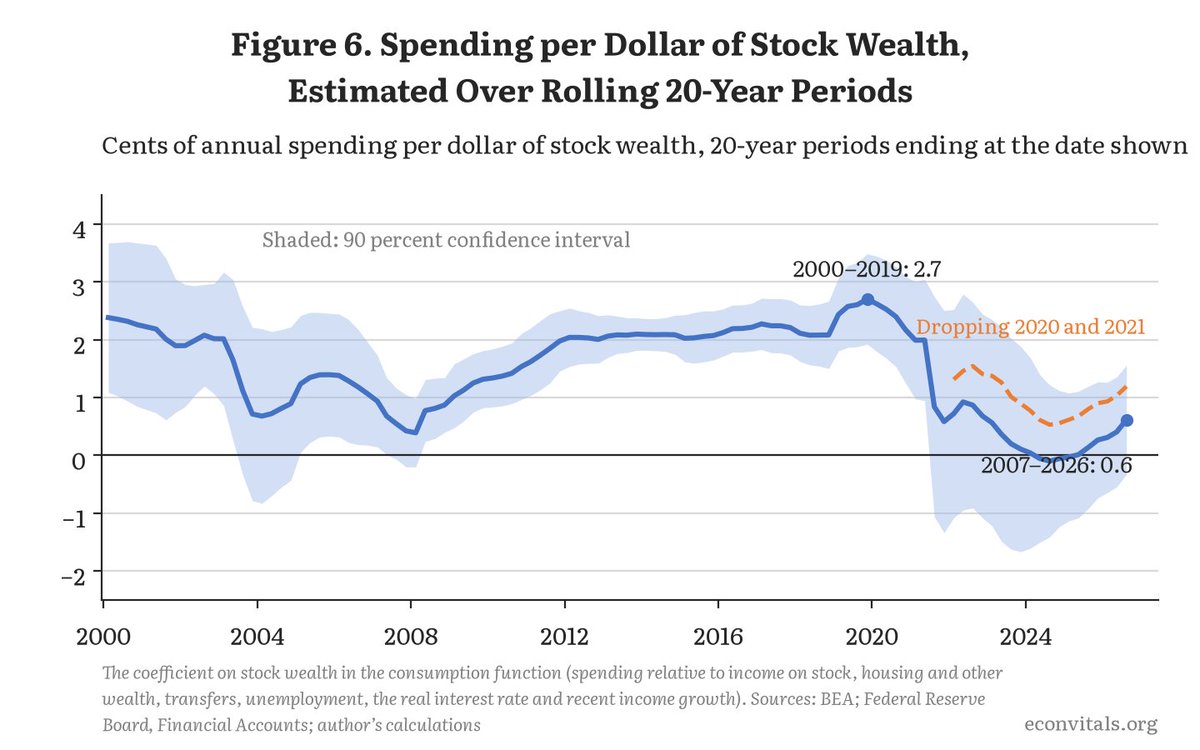 Figure 6. Spending per Dollar of Stock Wealth,
Estimated Over Rolling 20-Year Periods
Cents of annual spending per dollar of stock wealth, 20-year periods ending at the date shown
4
3
2
1
0
−1
−2
Shaded: 90 percent confidence interval
2000–2019: 2.7
Dropping 2020 and 2021
2007–2026: 0.6
2000 2004 2008 2012 2016 2020 2024
The coefficient on stock wealth in the consumption function (spending relative to income on stock, housing and other
wealth, transfers, unemployment, the real interest rate and recent income growth). Sources: BEA; Federal Reserve
Board, Financial Accounts; author’s calculations
econvitals.org